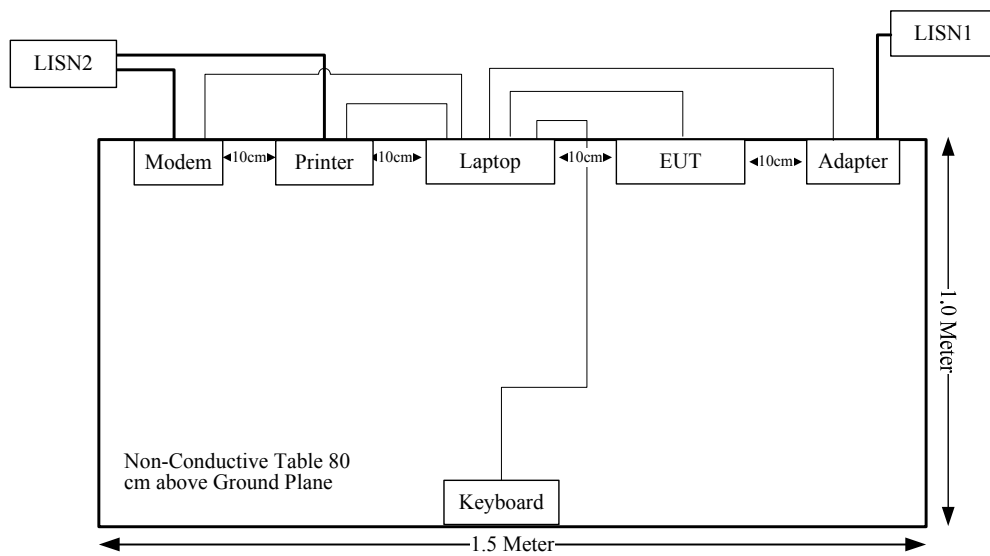 LISN1
LISN2
Modem
10cm
Printer
10cm
Laptop
10cm
EUT
10cm
Adapter
1.0 Meter
Non-Conductive Table 80
cm above Ground Plane
Keyboard
1.5 Meter